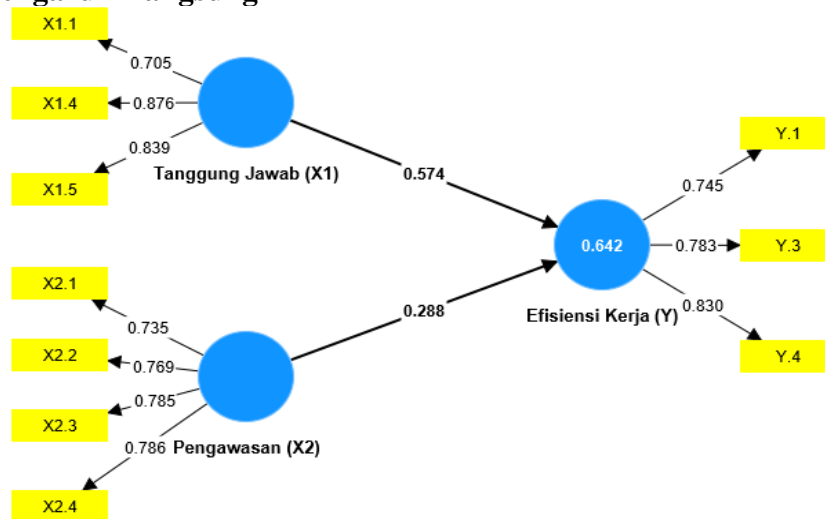 X1.1
0.705
X1.4
0.876
0.839
X1.5
Tanggung Jawab (X1)
0.574
Y.1
0.745
0.642
0.783
Y.3
0.830
Efisiensi Kerja (Y)
Y.4
X2.1
0.735
0.288
X2.2
0.769
0.785
X2.3
0.786
Pengawasan (X2)
X2.4